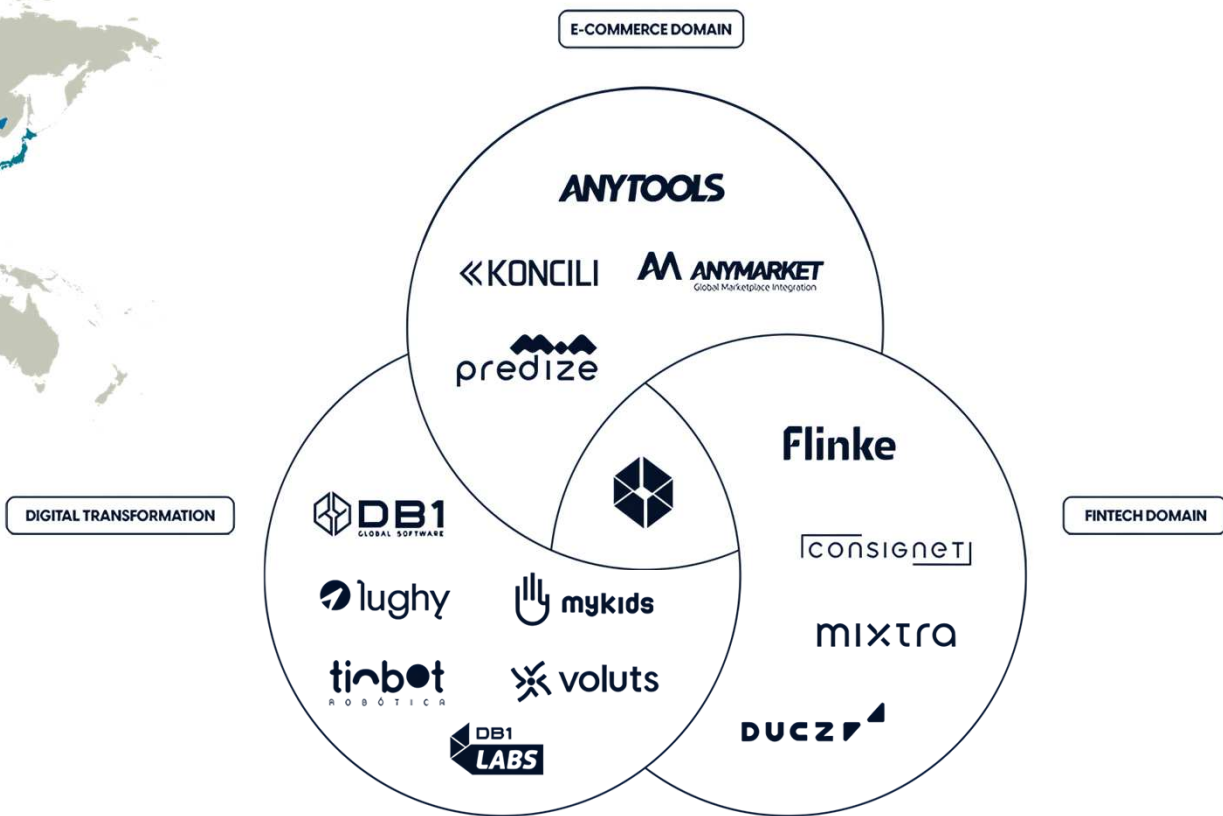 E-COMMERCE DOMAIN
ANYTOOLS
KONCILI
ANYMARKET
Global Marketplace Integration
predize
DIGITAL TRANSFORMATION
DB1
GLOBAL SOFTWARE
lughy
mykids
tinbot
ROBÓTICA
voluts
DB1
LABS
FINTECH DOMAIN
Flinke
CONSIGNET
mixtra
DUCZ